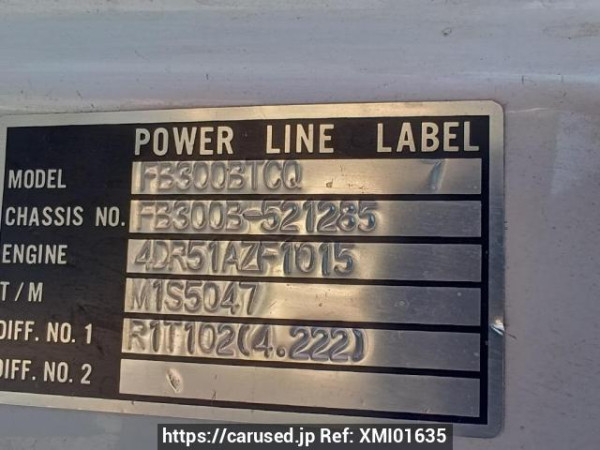 POWER LINE LABEL
MODEL FB300BTCQ 7
CHASSIS NO. FB300B-521285
ENGINE 4DR51AZF1015
T/M M1S5047
DIFF. NO. 1 R1T102(4.222)
DIFF. NO. 2
https://carused.jp Ref: XMI01635